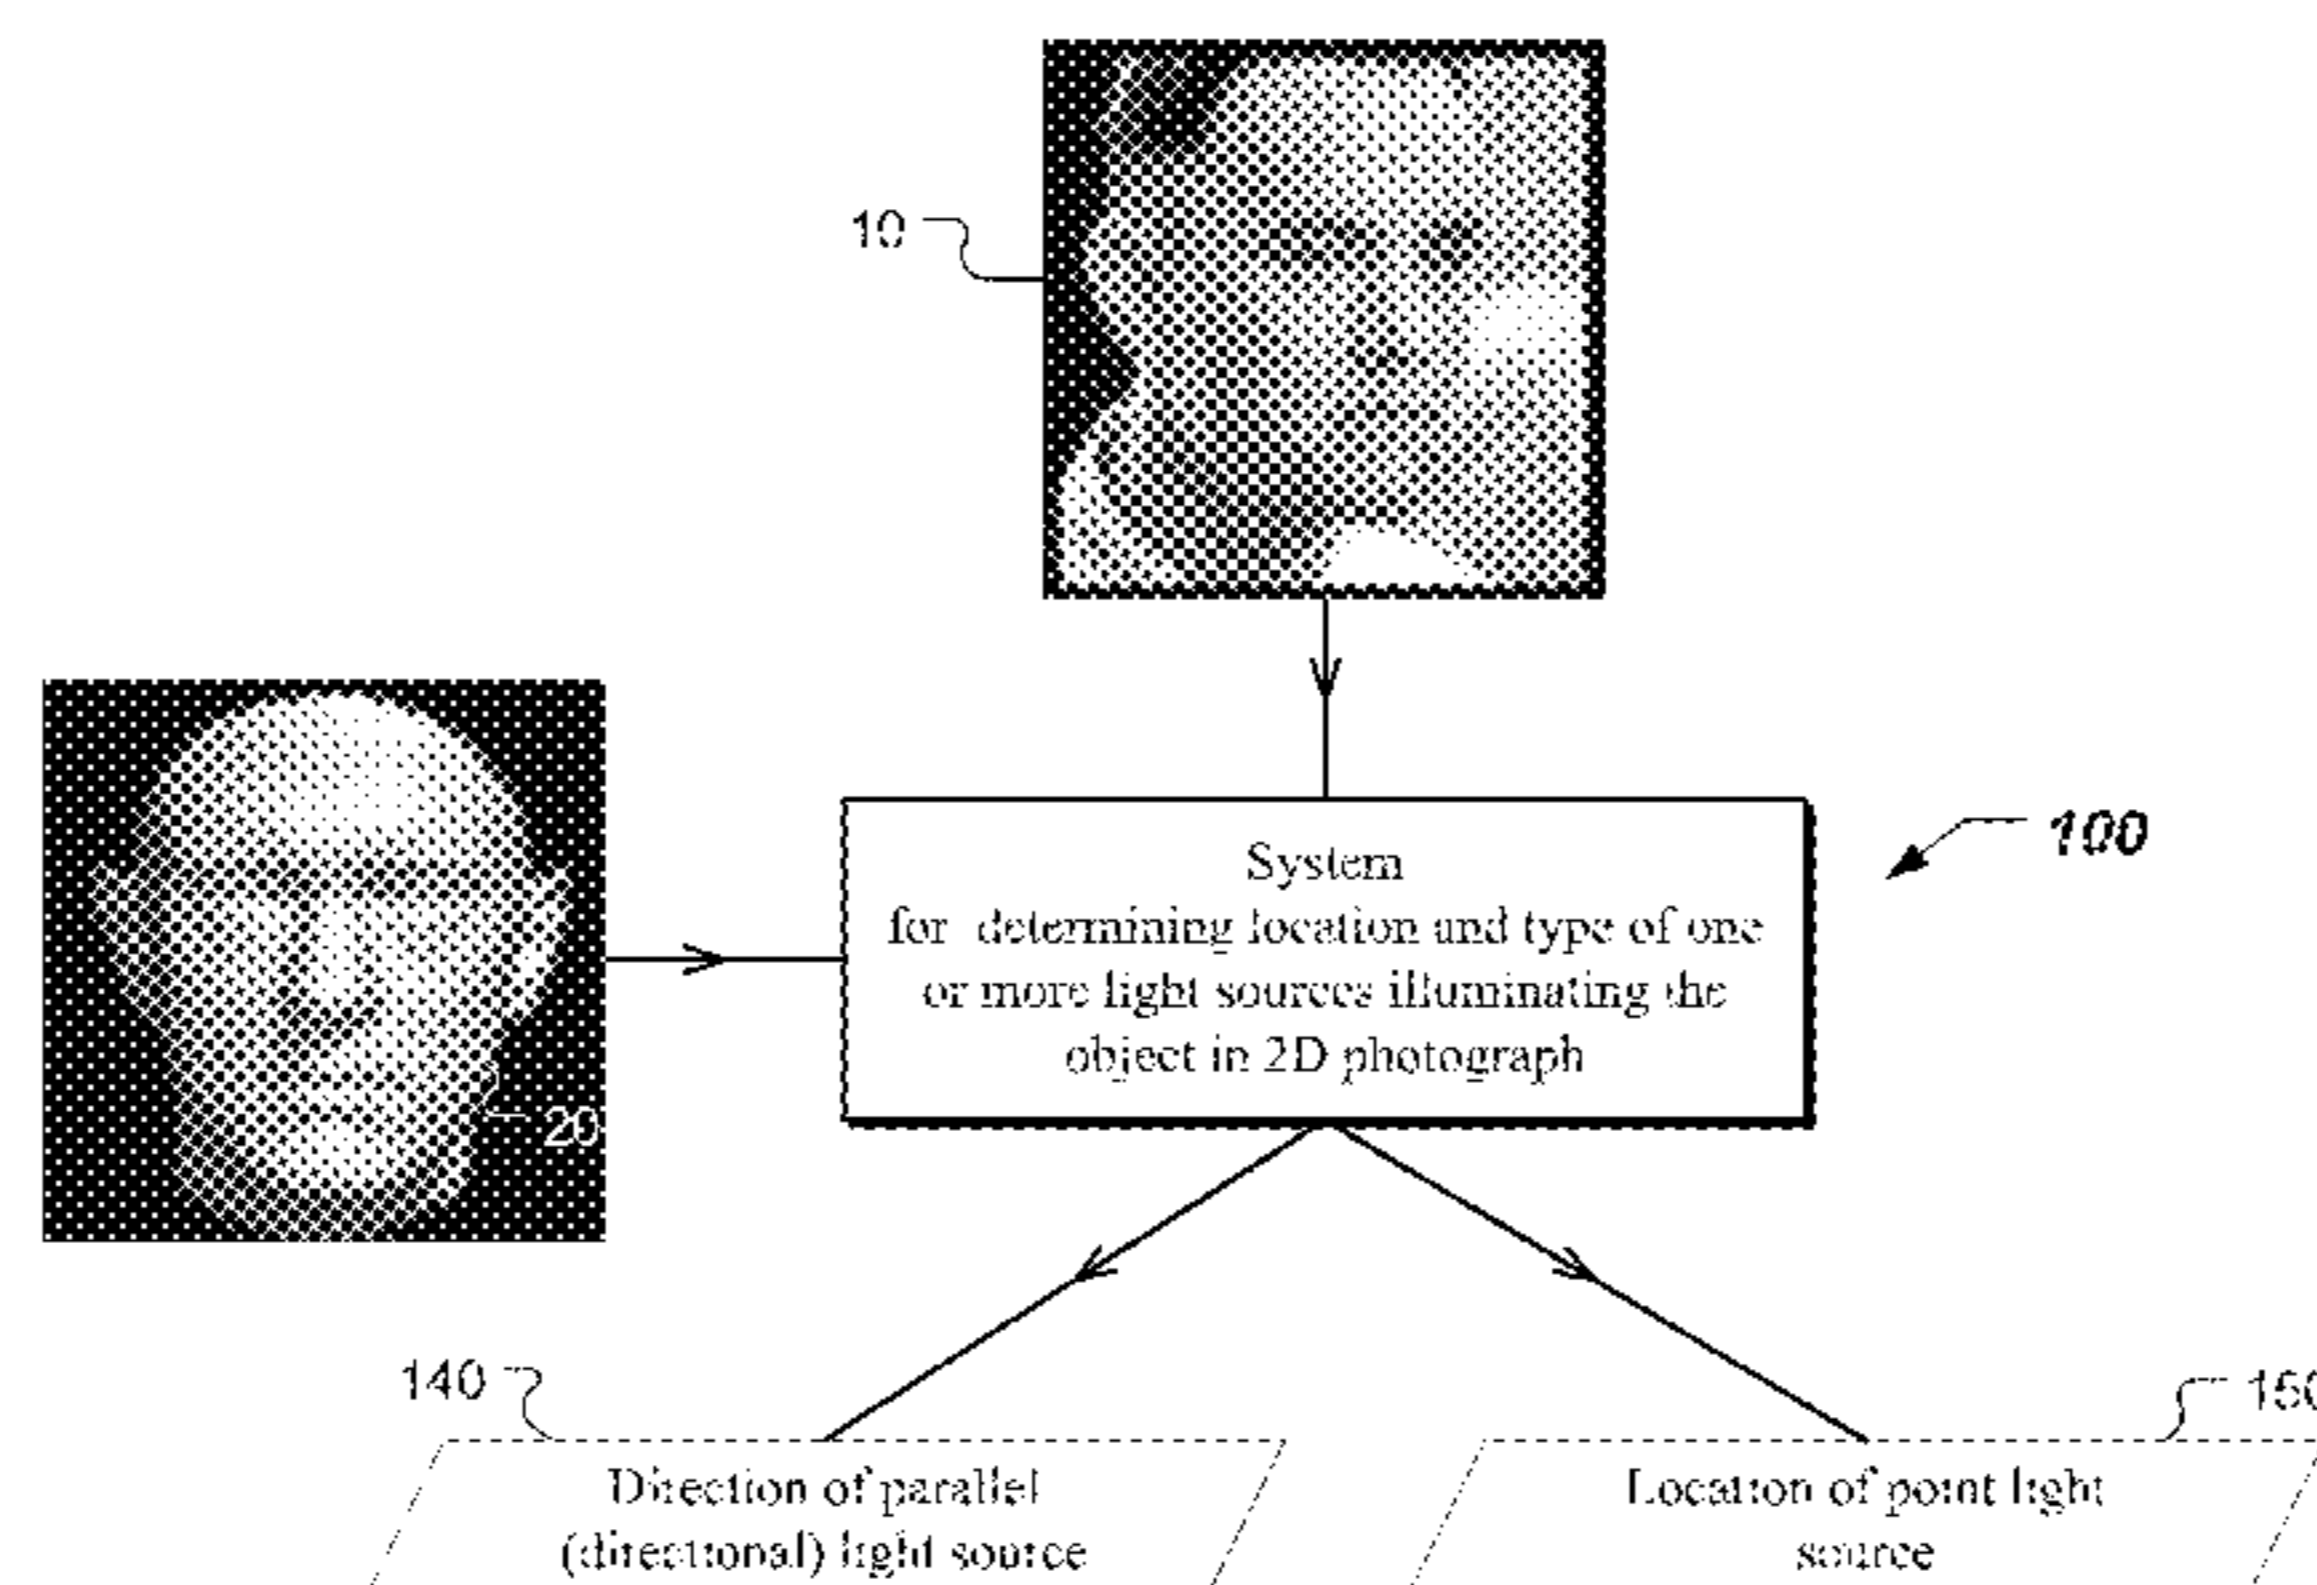 10
System
100
for determining location and type of one
or more light sources illuminating the
object in 2D photograph
20
140
150
Direction of parallel
(directional) light source
Location of point light
source